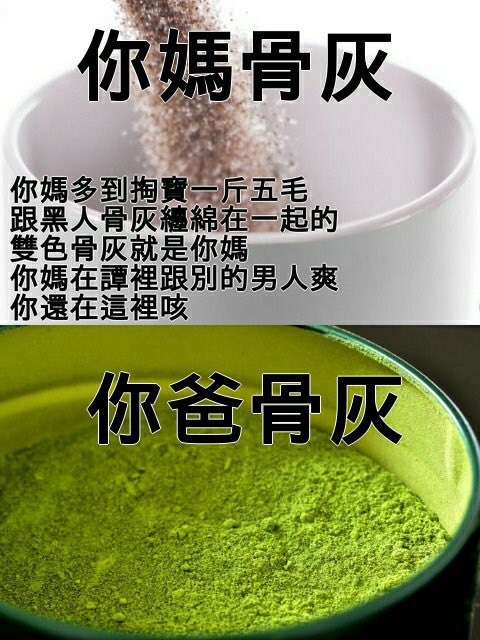 你媽骨灰
你媽多到掏寶一斤五毛
跟黑人骨灰纏綿在一起的
雙色骨灰就是你媽
你媽在譚裡跟別的男人爽
你還在這裡咳
你爸骨灰